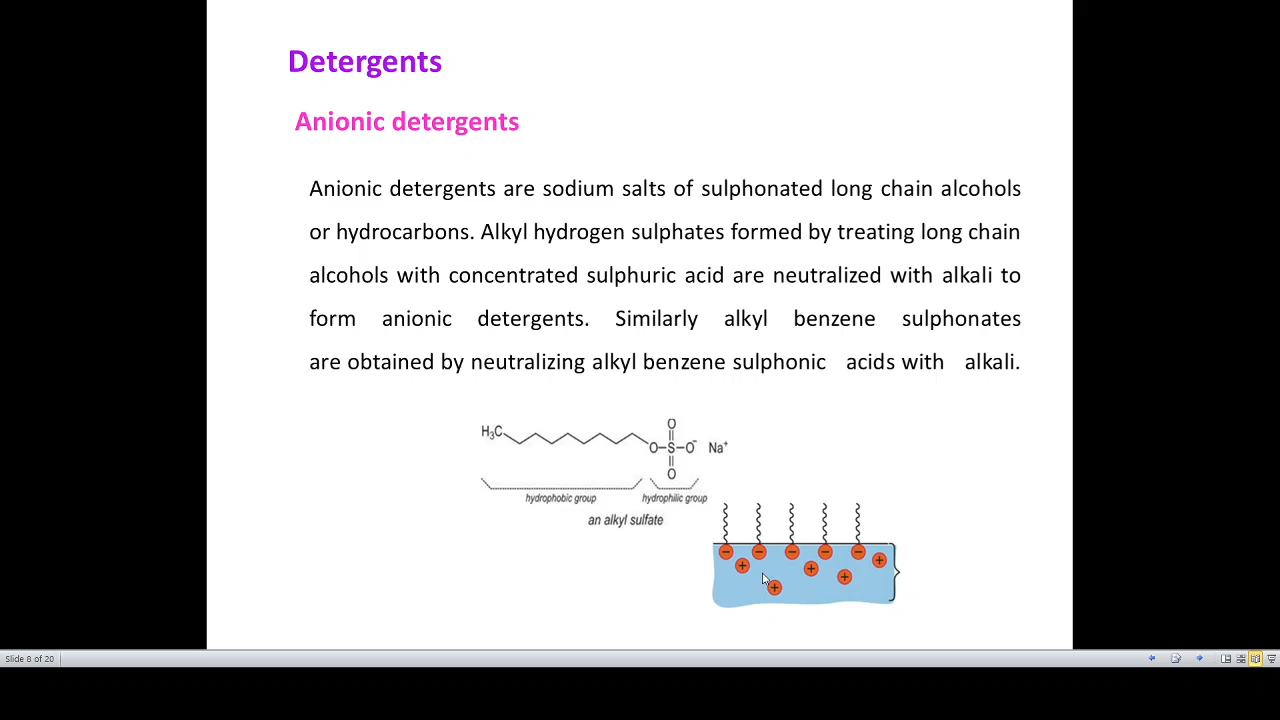 Detergents
Anionic detergents
Anionic detergents are sodium salts of sulphonated long chain alcohols
or hydrocarbons. Alkyl hydrogen sulphates formed by treating long chain
alcohols with concentrated sulphuric acid are neutralized with alkali to
form anionic detergents. Similarly alkyl benzene sulphonates
are obtained by neutralizing alkyl benzene sulphonic acids with alkali.
O
H₃C O–S–O⁻ Na⁺
O
hydrophobic group hydrophilic group
an alkyl sulfate
− − − − −
+ + + + +
Slide 8 of 20